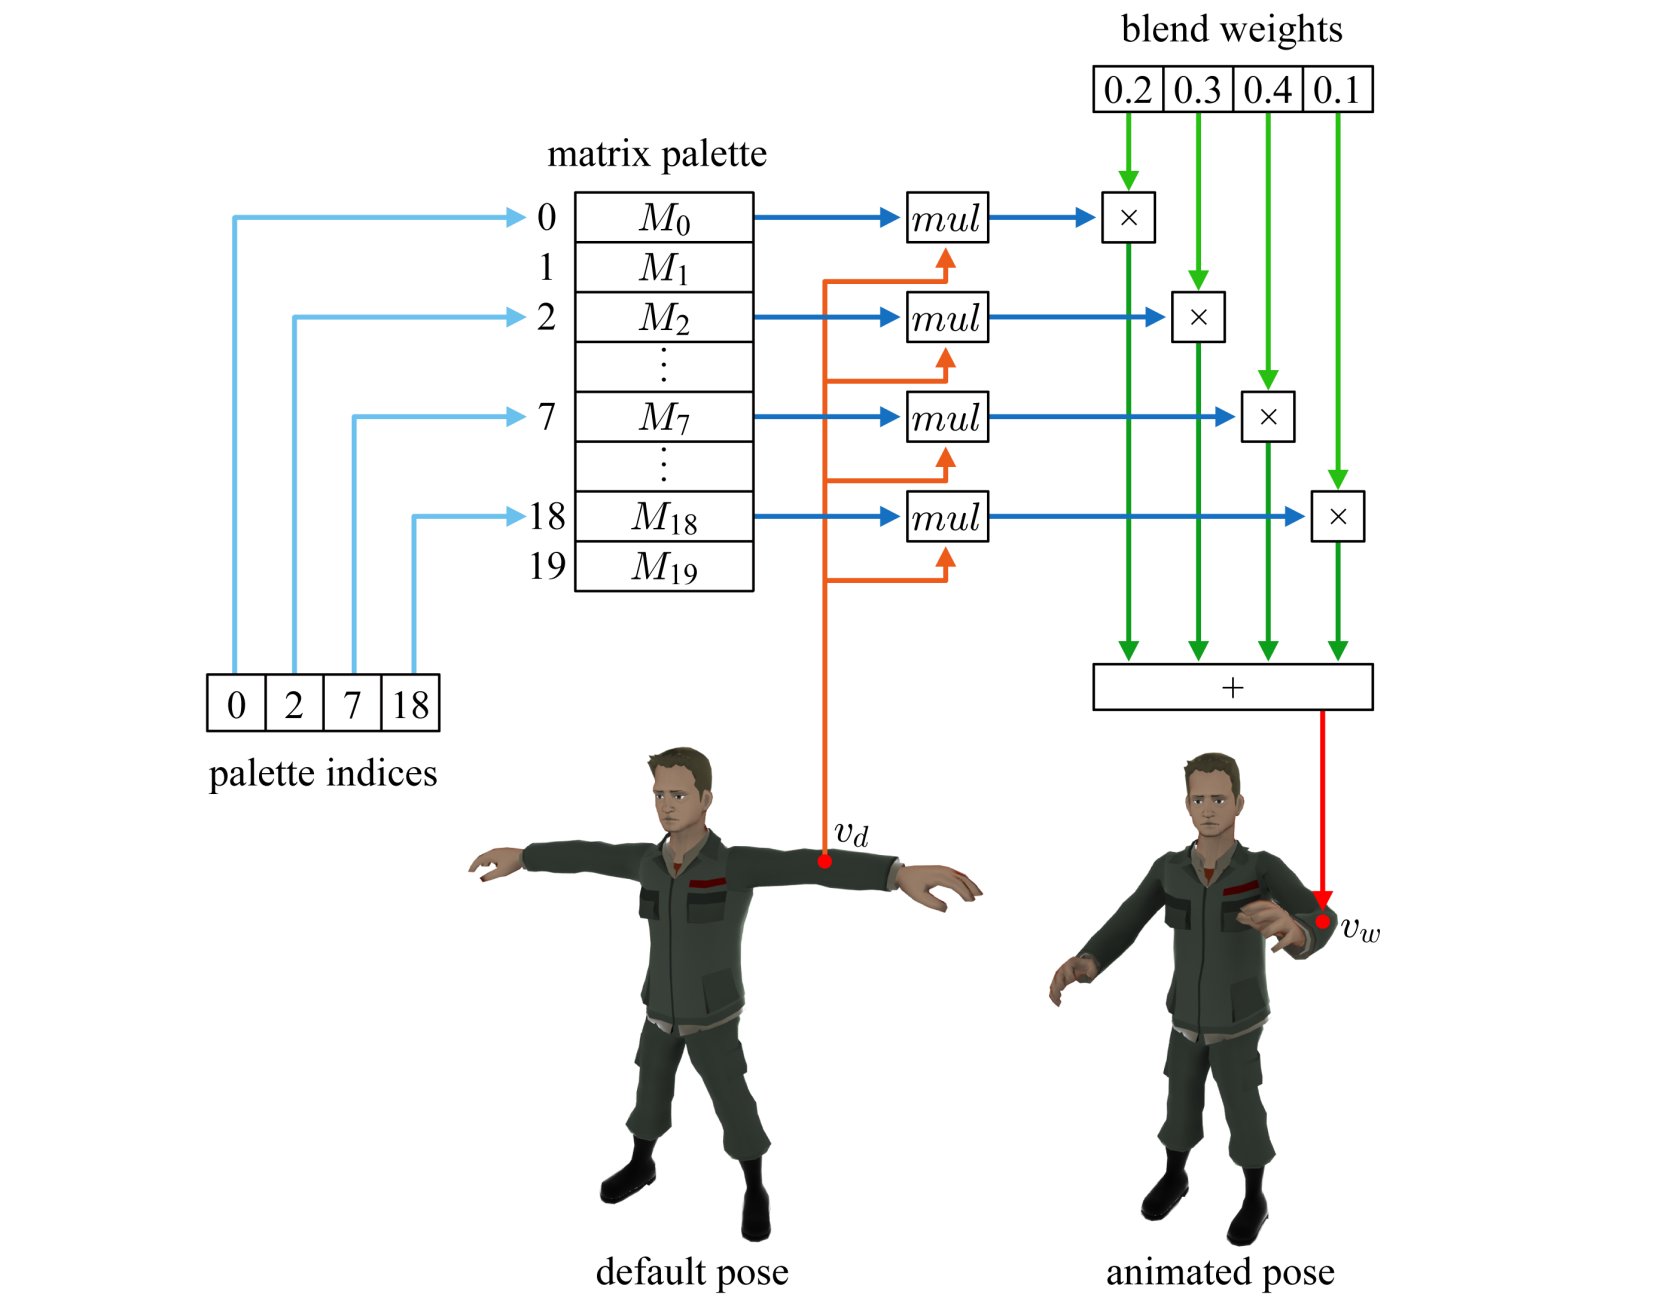 blend weights
0.2 0.3 0.4 0.1
matrix palette
0 M₀ mul ×
1 M₁
2 M₂ mul ×
⋮
7 M₇ mul ×
⋮
18 M₁₈ mul ×
19 M₁₉
+
0 2 7 18
palette indices
v_d
v_w
default pose
animated pose